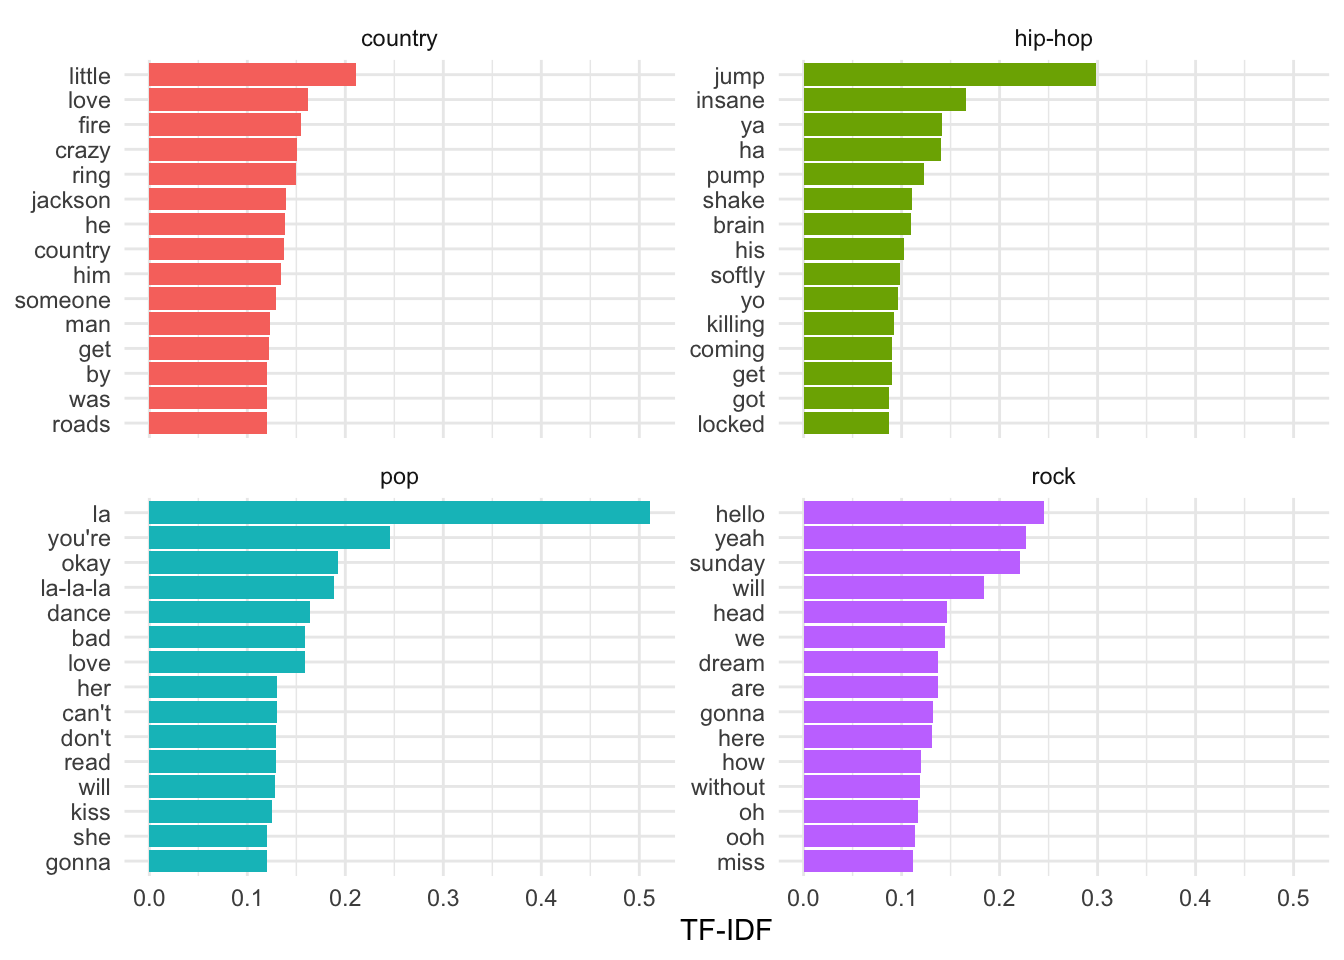 country
little
love
fire
crazy
ring
jackson
he
country
him
someone
man
get
by
was
roads
hip-hop
jump
insane
ya
ha
pump
shake
brain
his
softly
yo
killing
coming
get
got
locked
pop
la
you're
okay
la-la-la
dance
bad
love
her
can't
don't
read
will
kiss
she
gonna
0.0 0.1 0.2 0.3 0.4 0.5
rock
hello
yeah
sunday
will
head
we
dream
are
gonna
here
how
without
oh
ooh
miss
0.0 0.1 0.2 0.3 0.4 0.5
TF-IDF